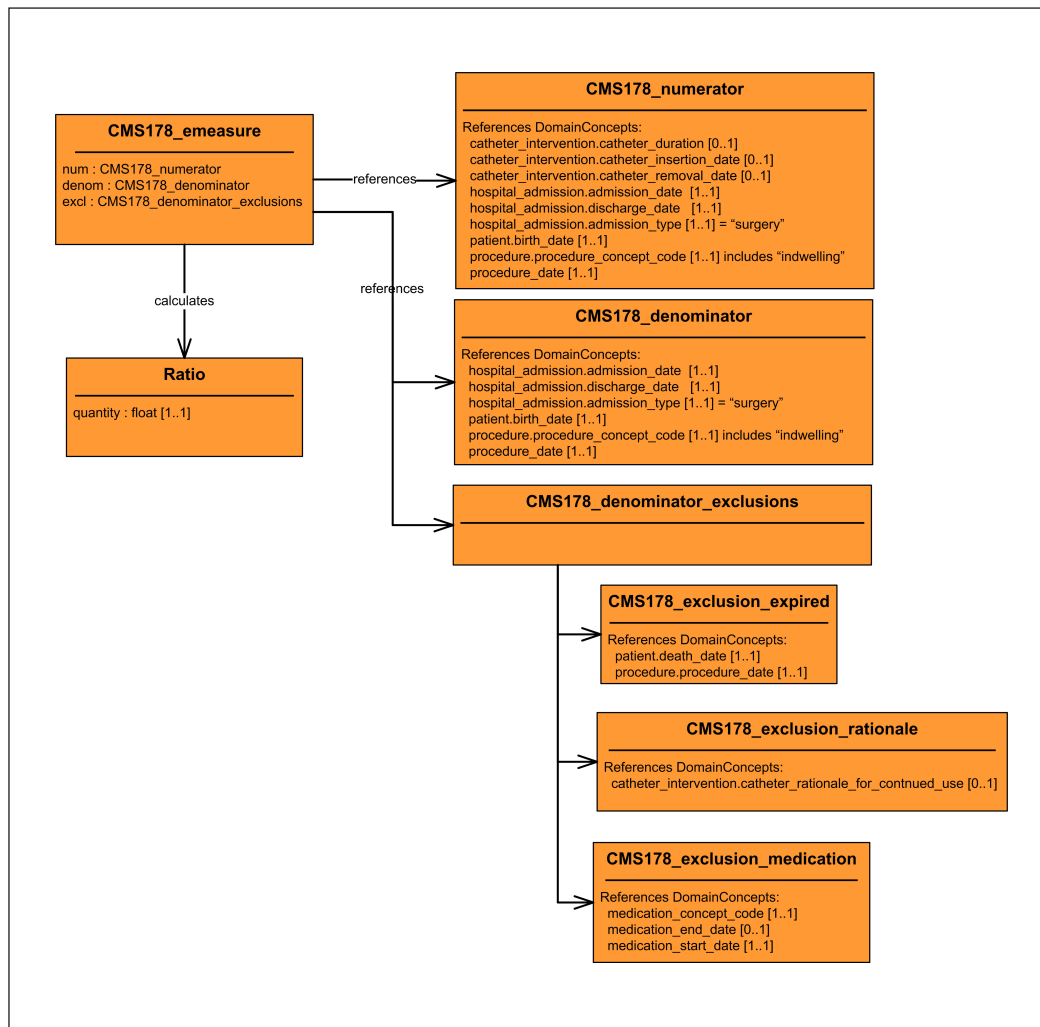 CMS178_emeasure
num : CMS178_numerator
denom : CMS178_denominator
excl : CMS178_denominator_exclusions
references
references
calculates
Ratio
quantity : float [1..1]
CMS178_numerator
References DomainConcepts:
catheter_intervention.catheter_duration [0..1]
catheter_intervention.catheter_insertion_date [0..1]
catheter_intervention.catheter_removal_date [0..1]
hospital_admission.admission_date [1..1]
hospital_admission.discharge_date [1..1]
hospital_admission.admission_type [1..1] = “surgery”
patient.birth_date [1..1]
procedure.procedure_concept_code [1..1] includes “indwelling”
procedure_date [1..1]
CMS178_denominator
References DomainConcepts:
hospital_admission.admission_date [1..1]
hospital_admission.discharge_date [1..1]
hospital_admission.admission_type [1..1] = “surgery”
patient.birth_date [1..1]
procedure.procedure_concept_code [1..1] includes “indwelling”
procedure_date [1..1]
CMS178_denominator_exclusions
CMS178_exclusion_expired
References DomainConcepts:
patient.death_date [1..1]
procedure.procedure_date [1..1]
CMS178_exclusion_rationale
References DomainConcepts:
catheter_intervention.catheter_rationale_for_contnued_use [0..1]
CMS178_exclusion_medication
References DomainConcepts:
medication_concept_code [1..1]
medication_end_date [0..1]
medication_start_date [1..1]